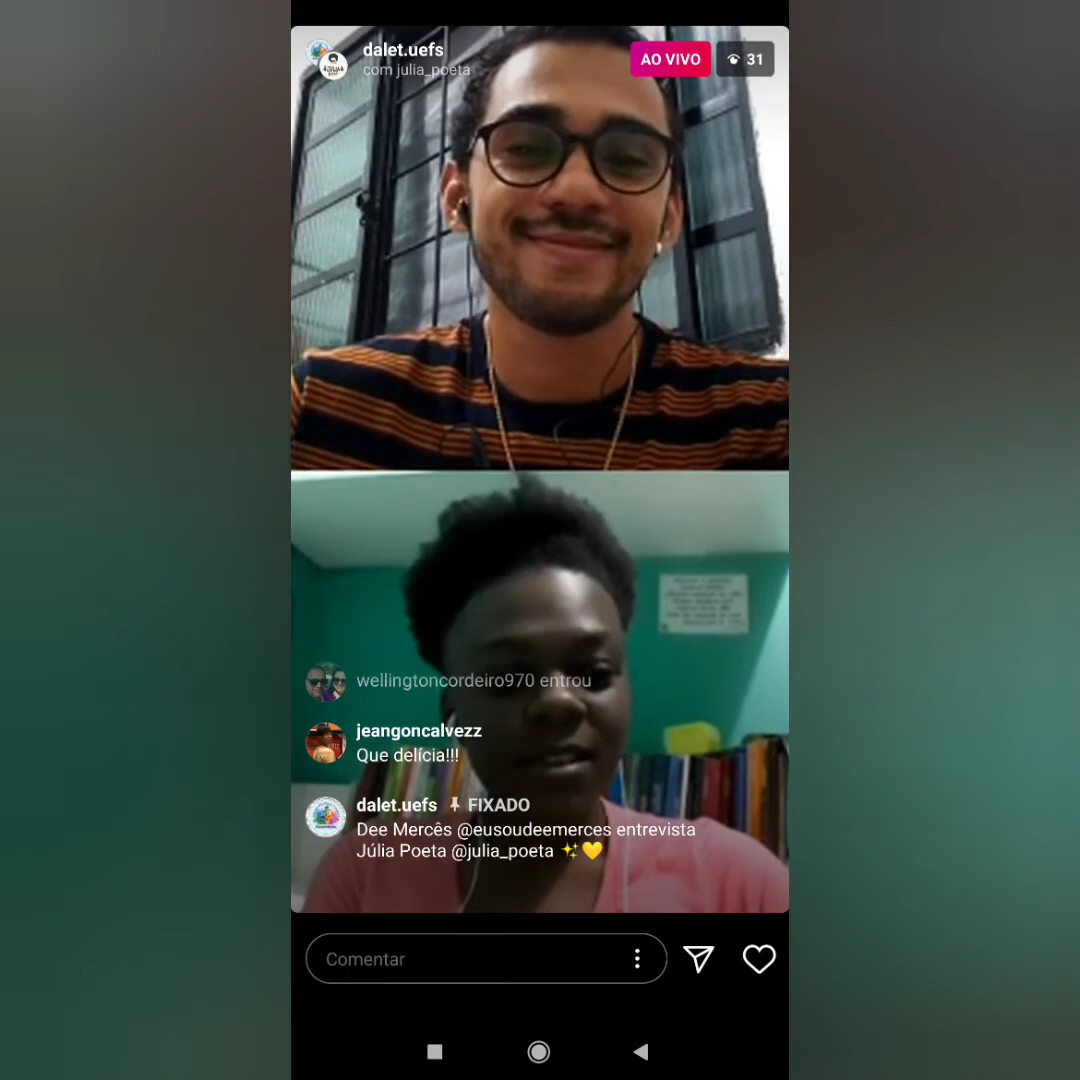 dalet.uefs
com julia_poeta
AO VIVO
31
wellingtoncordeiro970 entrou
jeangoncalvezz
Que delícia!!!
dalet.uefs FIXADO
Dee Mercês @eusoudeemerces entrevista
Júlia Poeta @julia_poeta ✨💛
Comentar